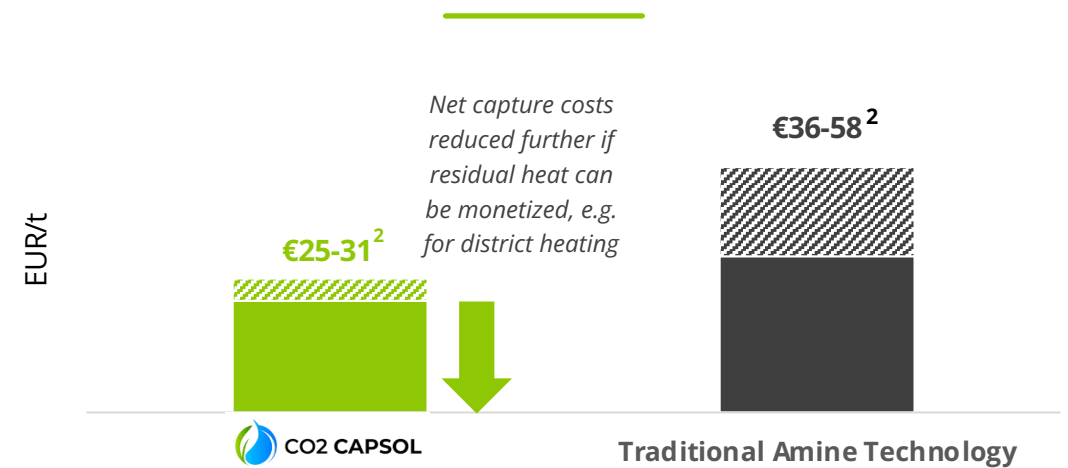 Net capture costs
reduced further if
residual heat can
be monetized, e.g.
for district heating
€36-58 2
€25-31 2
EUR/t
CO2 CAPSOL
Traditional Amine Technology